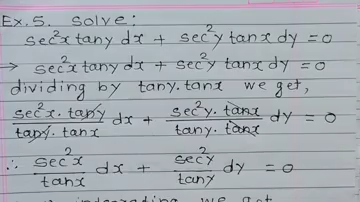 Ex. 5. Solve:
sec²x tany dx + sec²y tanx dy = 0
→ sec²x tany dx + sec²y tanx dy = 0
dividing by tany. tanx we get,
sec²x. tany / tany. tanx dx + sec²y. tanx / tany. tanx dy = 0
∴ sec²x / tanx dx + sec²y / tany dy = 0
we get